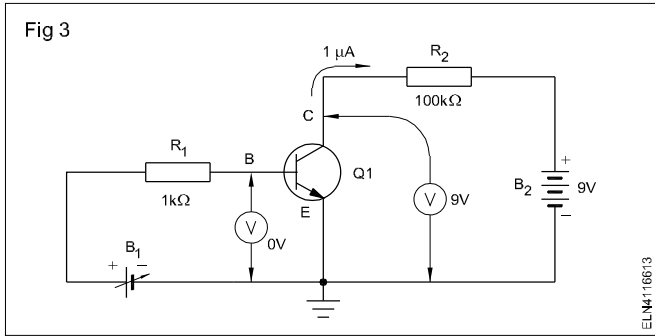 Fig 3
1 µA
R2
100kΩ
C
R1
1kΩ
B
Q1
E
V
0V
V
9V
B2
+
9V
–
B1
+
–
ELN4116613